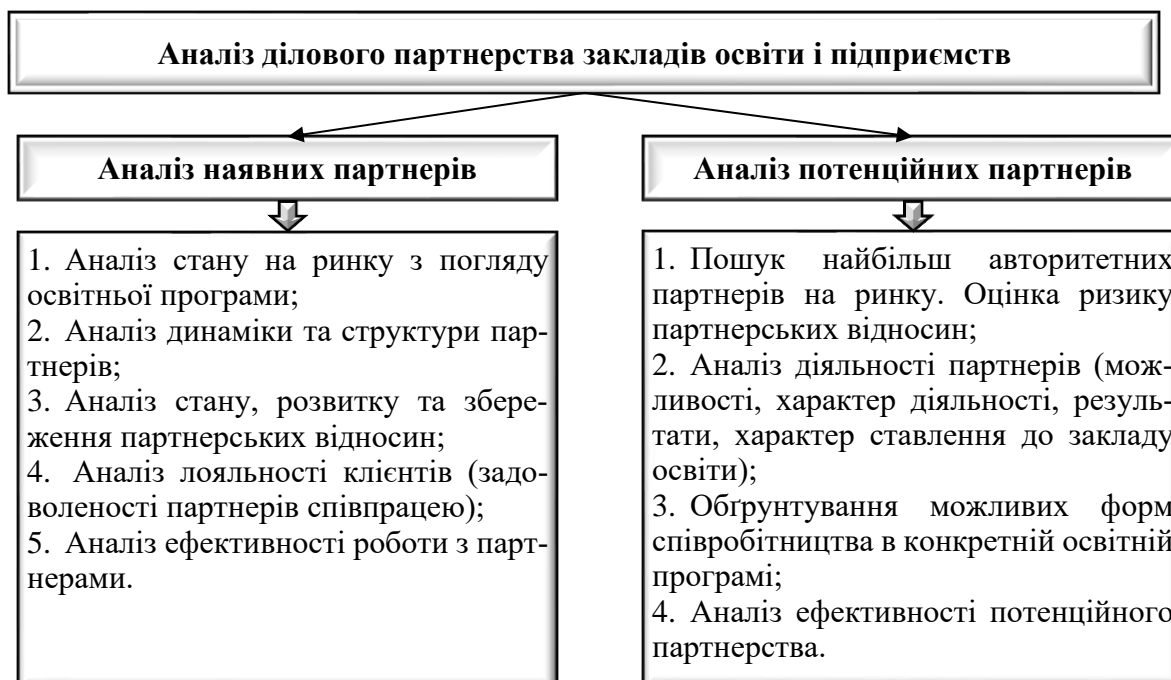 Аналіз ділового партнерства закладів освіти і підприємств
Аналіз наявних партнерів
1. Аналіз стану на ринку з погляду
освітньої програми;
2. Аналіз динаміки та структури пар-
тнерів;
3. Аналіз стану, розвитку та збере-
ження партнерських відносин;
4. Аналіз лояльності клієнтів (задо-
воленості партнерів співпрацею);
5. Аналіз ефективності роботи з парт-
нерами.
Аналіз потенційних партнерів
1. Пошук найбільш авторитетних
партнерів на ринку. Оцінка ризику
партнерських відносин;
2. Аналіз діяльності партнерів (мож-
ливості, характер діяльності, резуль-
тати, характер ставлення до закладу
освіти);
3. Обґрунтування можливих форм
співробітництва в конкретній освітній
програмі;
4. Аналіз ефективності потенційного
партнерства.